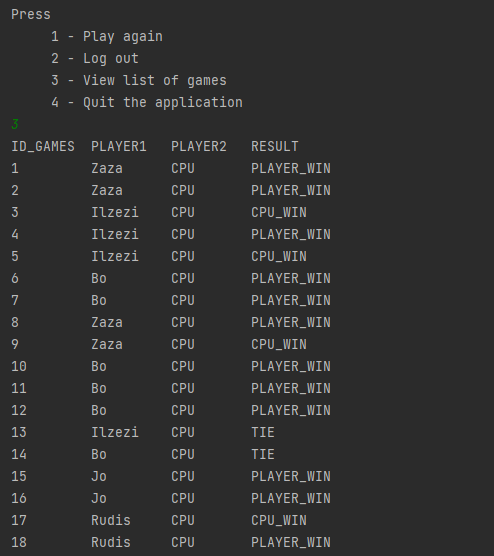 Press
     1 - Play again
     2 - Log out
     3 - View list of games
     4 - Quit the application
3
ID_GAMES  PLAYER1   PLAYER2   RESULT
1         Zaza      CPU       PLAYER_WIN
2         Zaza      CPU       PLAYER_WIN
3         Ilzezi    CPU       CPU_WIN
4         Ilzezi    CPU       PLAYER_WIN
5         Ilzezi    CPU       CPU_WIN
6         Bo        CPU       PLAYER_WIN
7         Bo        CPU       PLAYER_WIN
8         Zaza      CPU       PLAYER_WIN
9         Zaza      CPU       CPU_WIN
10        Bo        CPU       PLAYER_WIN
11        Bo        CPU       PLAYER_WIN
12        Bo        CPU       PLAYER_WIN
13        Ilzezi    CPU       TIE
14        Bo        CPU       TIE
15        Jo        CPU       PLAYER_WIN
16        Jo        CPU       PLAYER_WIN
17        Rudis     CPU       CPU_WIN
18        Rudis     CPU       PLAYER_WIN